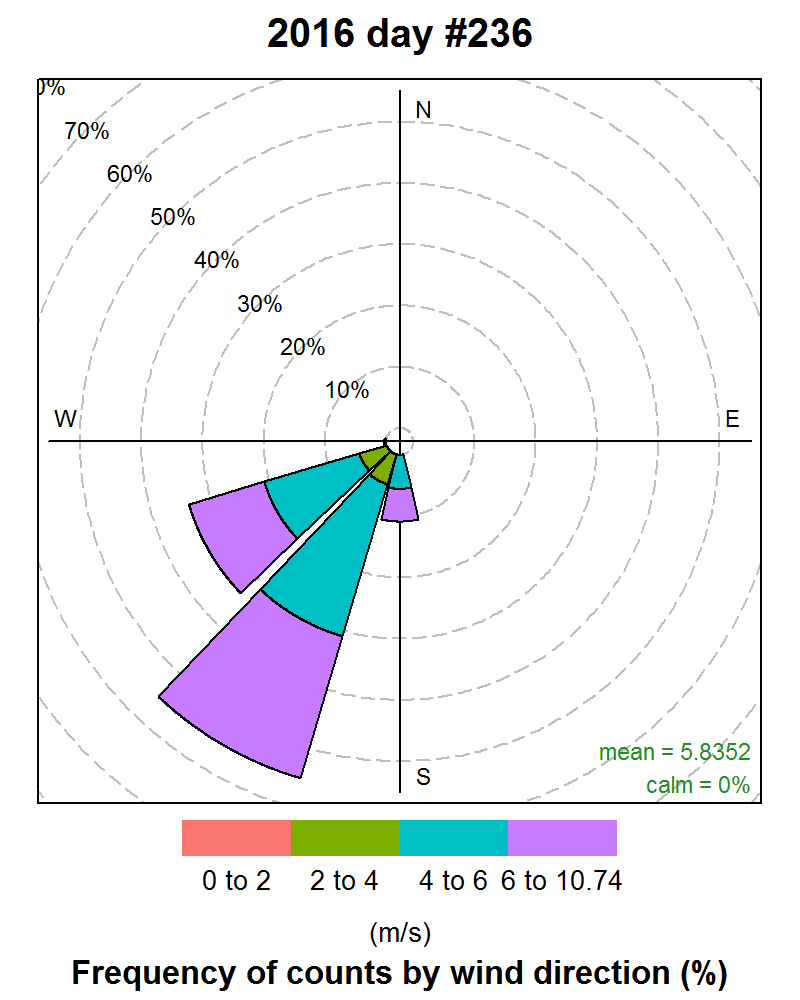 2016 day #236
0%
70%
60%
50%
40%
30%
20%
10%
N
W
E
S
mean = 5.8352
calm = 0%
0 to 2 2 to 4 4 to 6 6 to 10.74
(m/s)
Frequency of counts by wind direction (%)